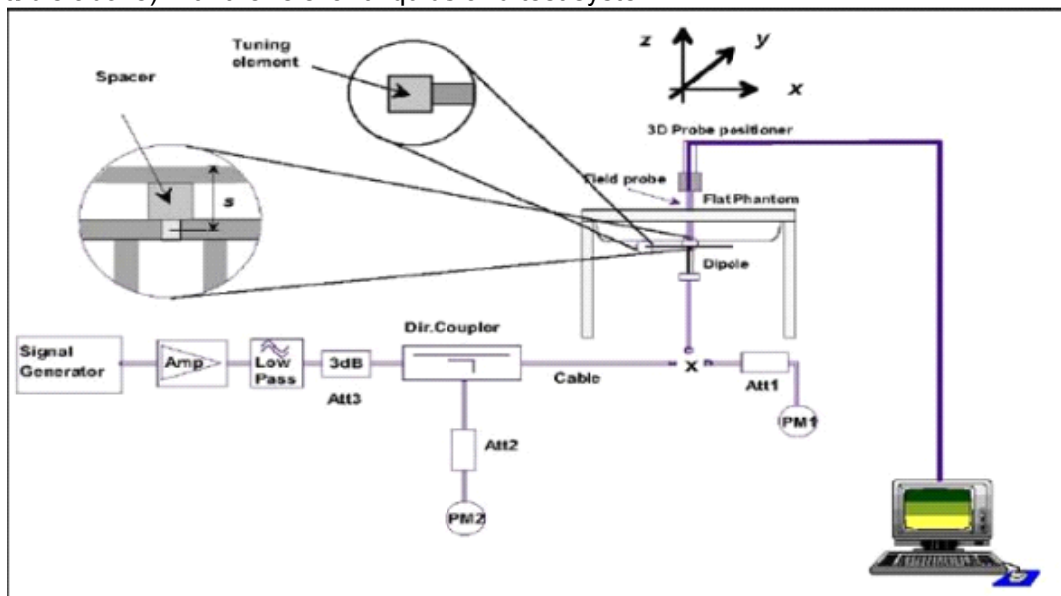 Tuning
element
Spacer
s
z
y
x
3D Probe positioner
Field probe
Flat Phantom
Dipole
Signal
Generator
Amp
Low
Pass
3dB
Att3
Dir.Coupler
Cable
X
Att1
PM1
Att2
PM2